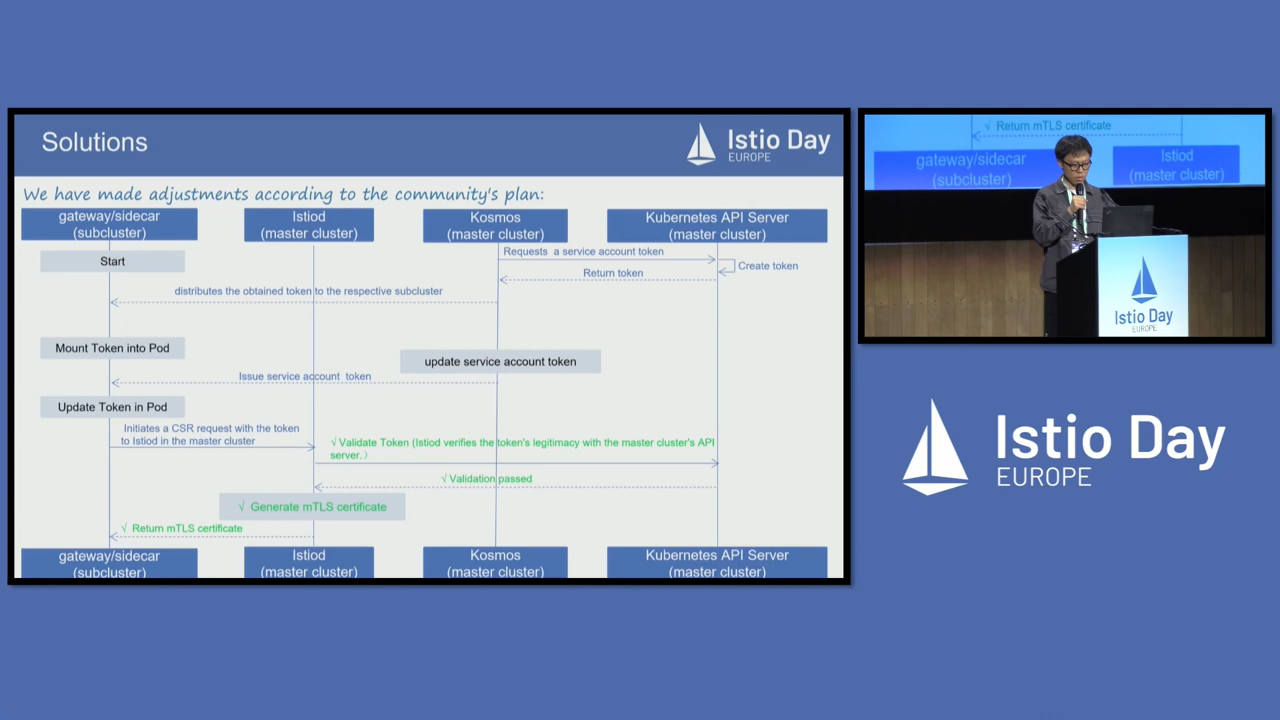 Solutions
Istio Day
EUROPE
We have made adjustments according to the community's plan:
gateway/sidecar
(subcluster)
Istiod
(master cluster)
Kosmos
(master cluster)
Kubernetes API Server
(master cluster)
Start
Requests a service account token
Create token
Return token
distributes the obtained token to the respective subcluster
Mount Token into Pod
update service account token
Issue service account token
Update Token in Pod
Initiates a CSR request with the token
to Istiod in the master cluster
√ Validate Token (Istiod verifies the token's legitimacy with the master cluster's API
server.）
√ Validation passed
√ Generate mTLS certificate
√ Return mTLS certificate
gateway/sidecar
(subcluster)
Istiod
(master cluster)
Kosmos
(master cluster)
Kubernetes API Server
(master cluster)
√ Return mTLS certificate
gateway/sidecar
(subcluster)
Istiod
(master cluster)
Istio Day
EUROPE
Istio Day
EUROPE